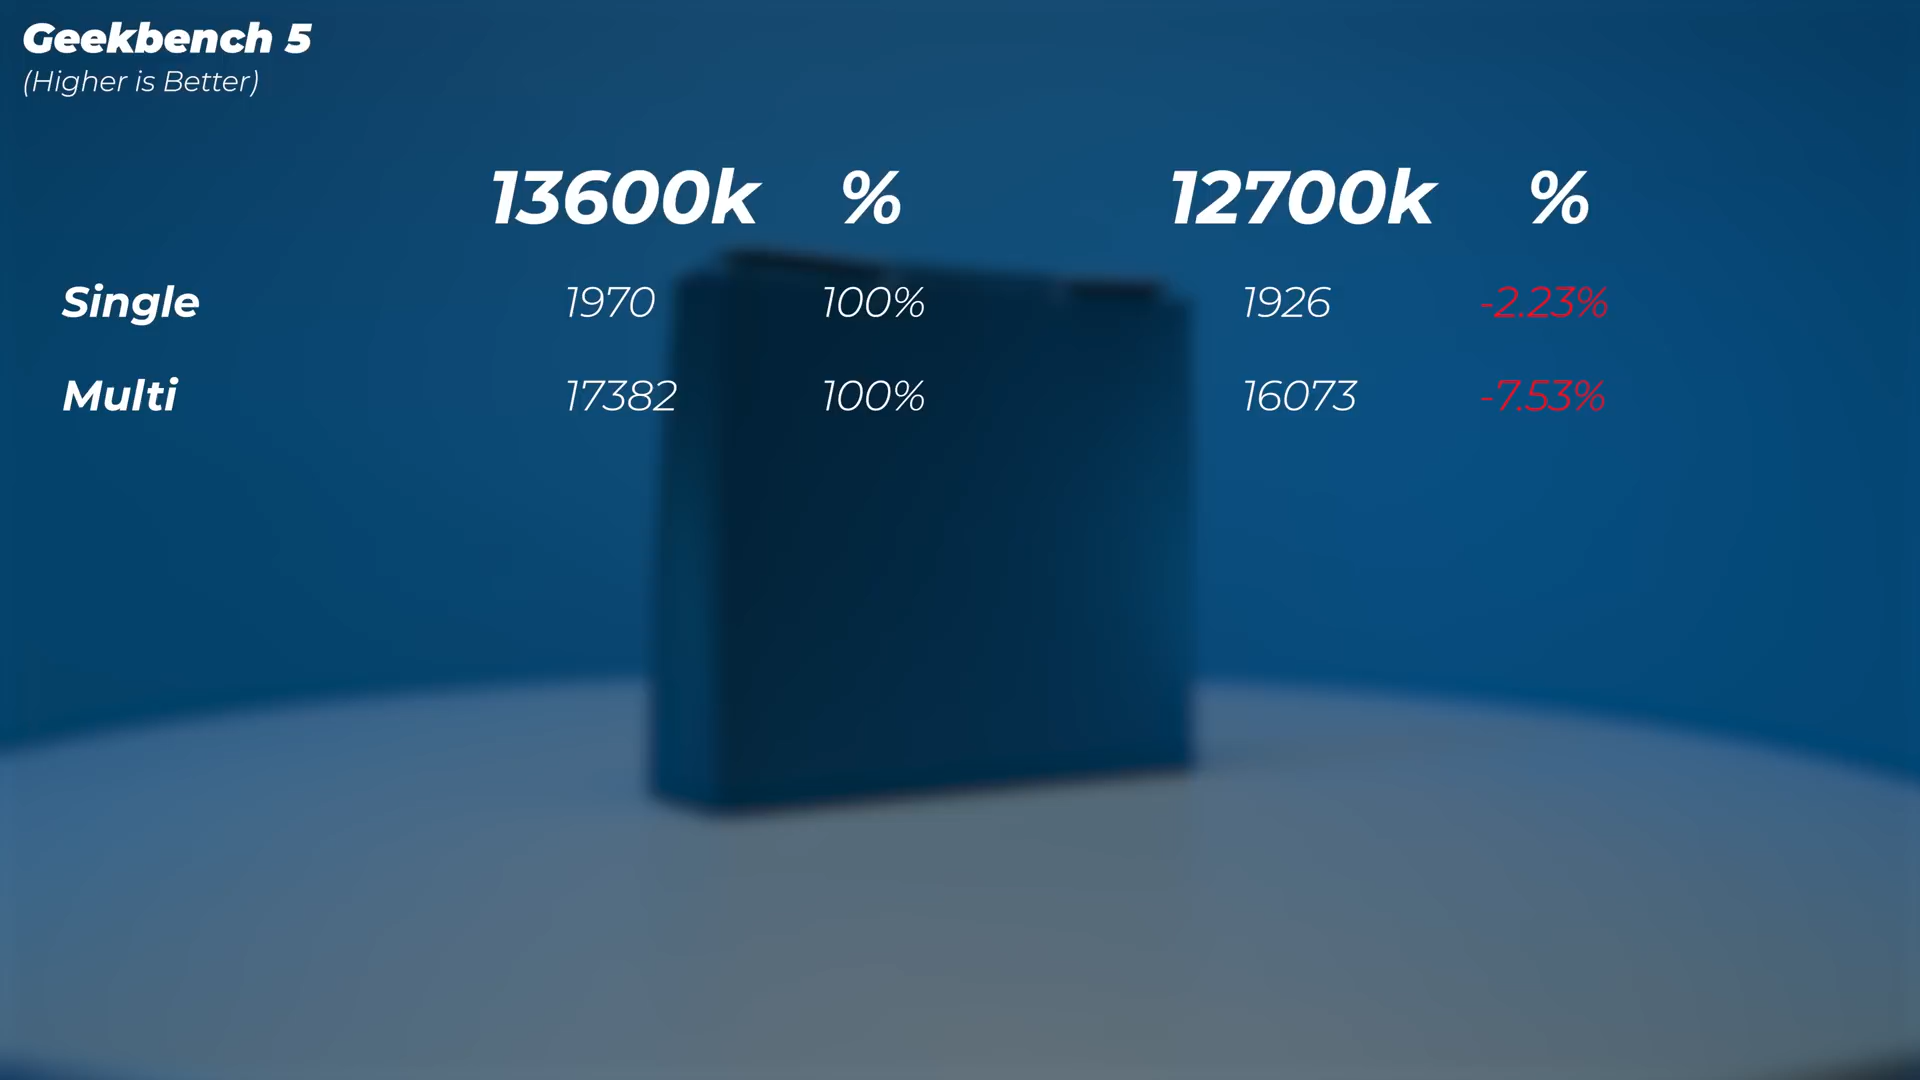 Geekbench 5
(Higher is Better)
13600k % 12700k %
Single 1970 100% 1926 -2.23%
Multi 17382 100% 16073 -7.53%